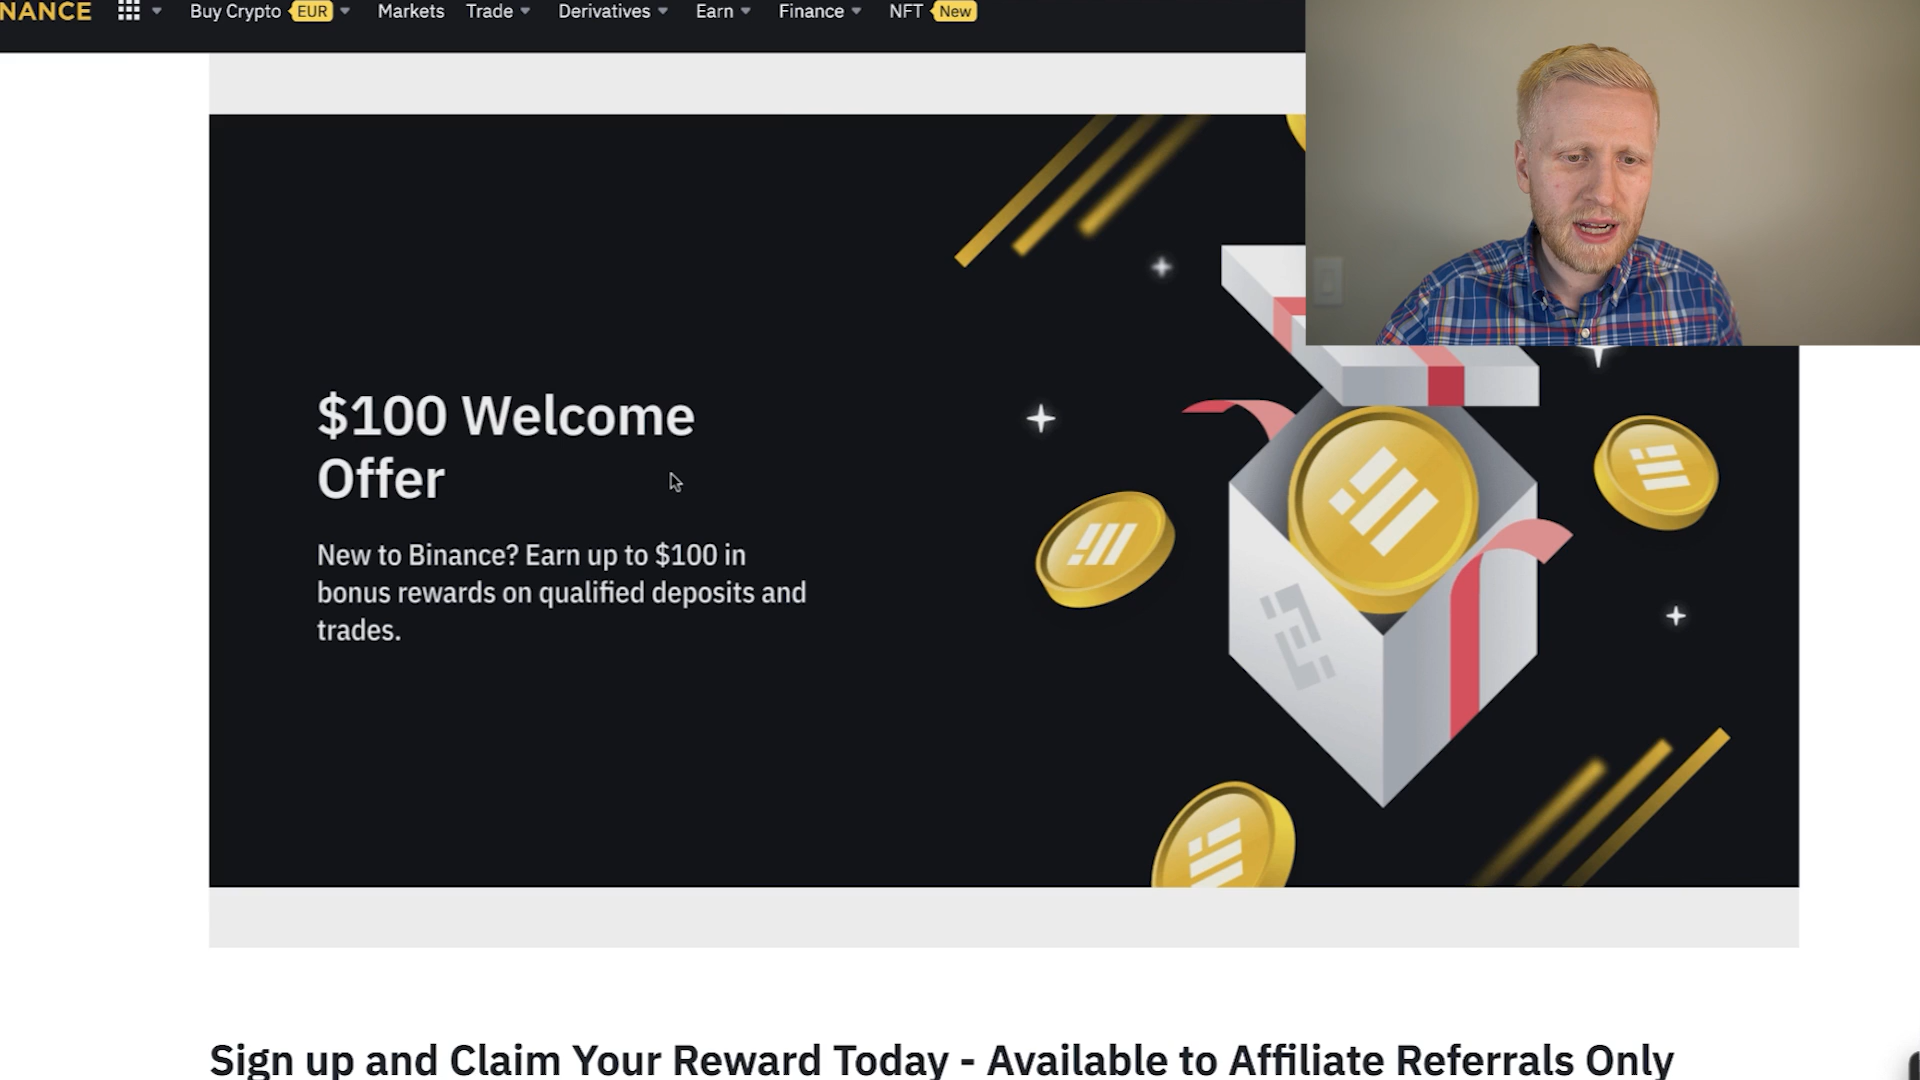 NANCE Buy Crypto EUR Markets Trade Derivatives Earn Finance NFT New
$100 Welcome
Offer
New to Binance? Earn up to $100 in
bonus rewards on qualified deposits and
trades.
Sign up and Claim Your Reward Today - Available to Affiliate Referrals Only